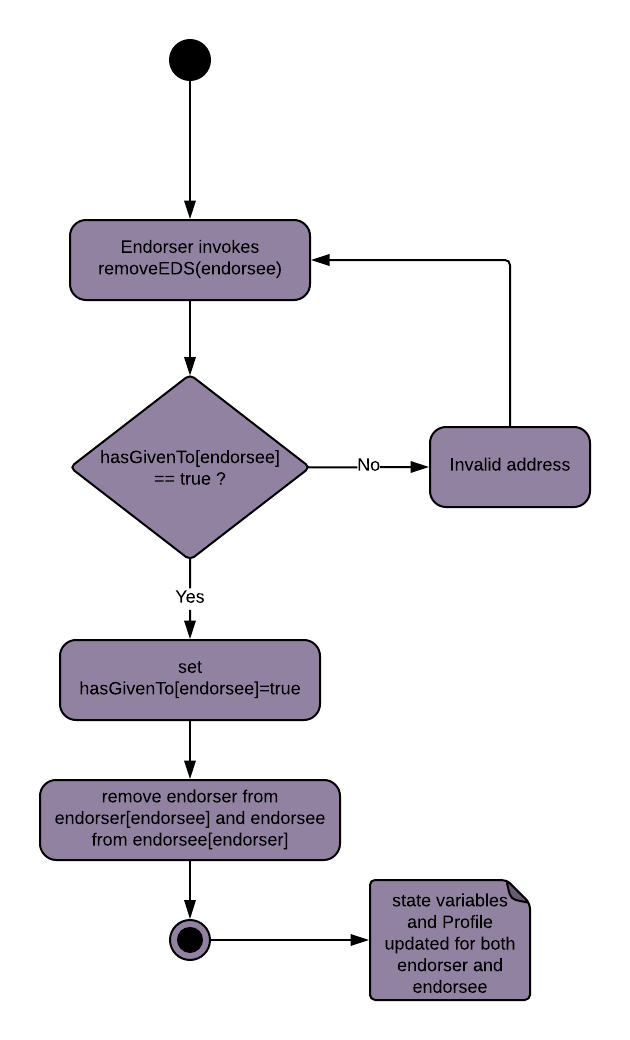 Endorser invokes
removeEDS(endorsee)
hasGivenTo[endorsee]
== true ?
No
Invalid address
Yes
set
hasGivenTo[endorsee]=true
remove endorser from
endorser[endorsee] and endorsee
from endorsee[endorser]
state variables
and Profile
updated for both
endorser and
endorsee